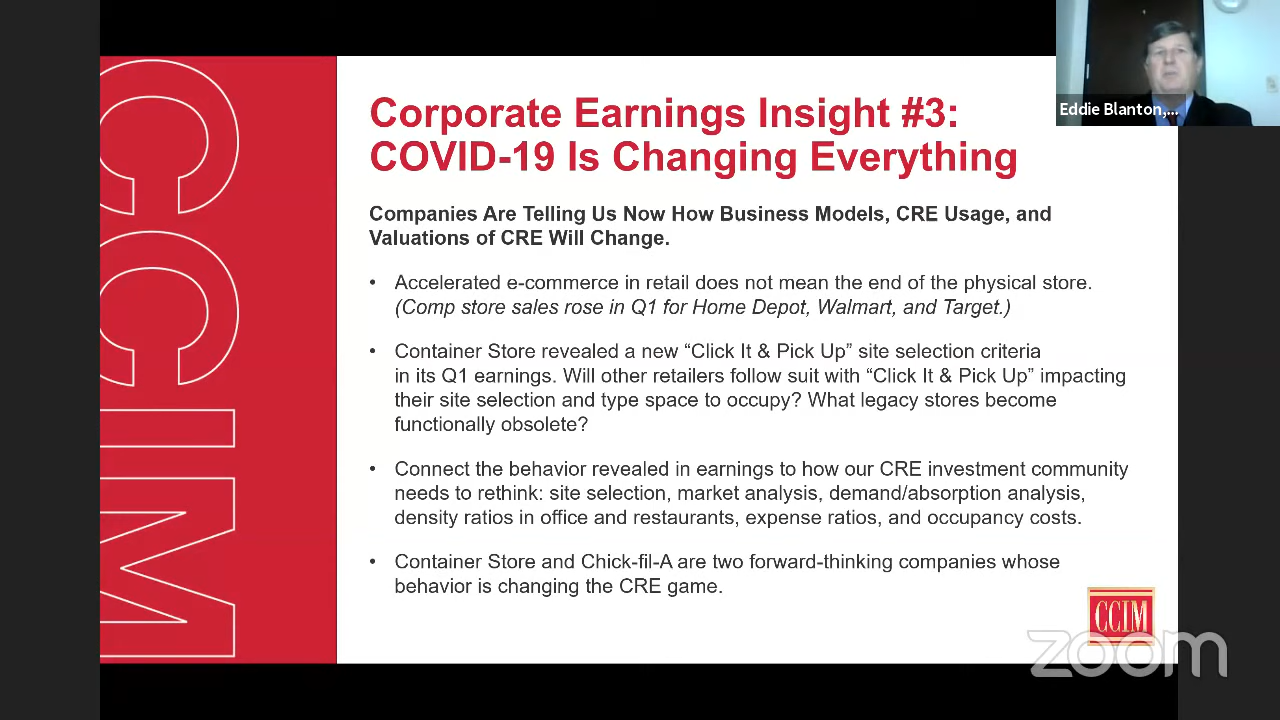 Eddie Blanton,...
CCIM
Corporate Earnings Insight #3:
COVID-19 Is Changing Everything
Companies Are Telling Us Now How Business Models, CRE Usage, and
Valuations of CRE Will Change.
• Accelerated e-commerce in retail does not mean the end of the physical store.
(Comp store sales rose in Q1 for Home Depot, Walmart, and Target.)
• Container Store revealed a new “Click It & Pick Up” site selection criteria
in its Q1 earnings. Will other retailers follow suit with “Click It & Pick Up” impacting
their site selection and type space to occupy? What legacy stores become
functionally obsolete?
• Connect the behavior revealed in earnings to how our CRE investment community
needs to rethink: site selection, market analysis, demand/absorption analysis,
density ratios in office and restaurants, expense ratios, and occupancy costs.
• Container Store and Chick-fil-A are two forward-thinking companies whose
behavior is changing the CRE game.
CCIM
zoom